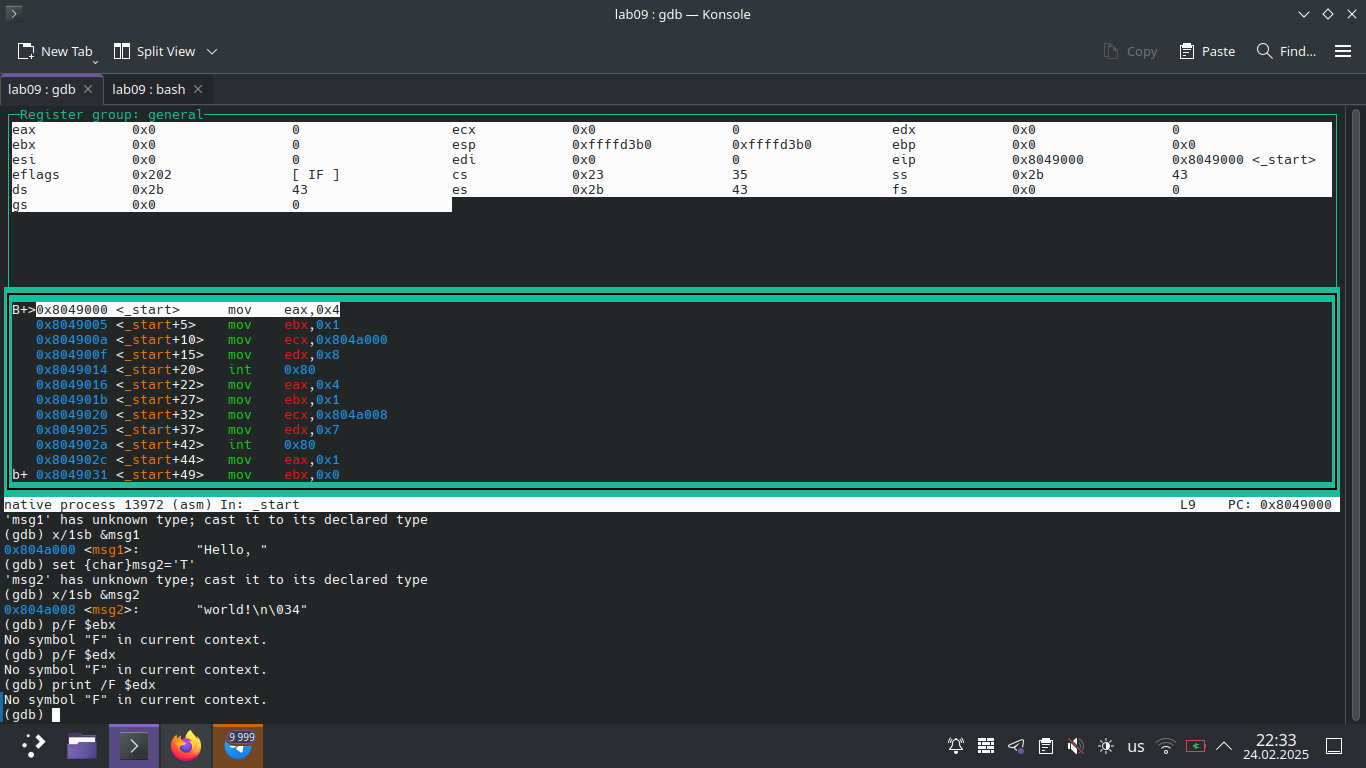 lab09 : gdb — Konsole
New Tab Split View Copy Paste Find...
lab09 : gdb lab09 : bash
Register group: general
eax 0x0 0 ecx 0x0 0 edx 0x0 0
ebx 0x0 0 esp 0xffffd3b0 0xffffd3b0 ebp 0x0 0x0
esi 0x0 0 edi 0x0 0 eip 0x8049000 0x8049000 <_start>
eflags 0x202 [ IF ] cs 0x23 35 ss 0x2b 43
ds 0x2b 43 es 0x2b 43 fs 0x0 0
gs 0x0 0
B+>0x8049000 <_start> mov eax,0x4
0x8049005 <_start+5> mov ebx,0x1
0x804900a <_start+10> mov ecx,0x804a000
0x804900f <_start+15> mov edx,0x8
0x8049014 <_start+20> int 0x80
0x8049016 <_start+22> mov eax,0x4
0x804901b <_start+27> mov ebx,0x1
0x8049020 <_start+32> mov ecx,0x804a008
0x8049025 <_start+37> mov edx,0x7
0x804902a <_start+42> int 0x80
0x804902c <_start+44> mov eax,0x1
b+ 0x8049031 <_start+49> mov ebx,0x0
native process 13972 (asm) In: _start L9 PC: 0x8049000
'msg1' has unknown type; cast it to its declared type
(gdb) x/1sb &msg1
0x804a000 <msg1>: "Hello, "
(gdb) set {char}msg2='T'
'msg2' has unknown type; cast it to its declared type
(gdb) x/1sb &msg2
0x804a008 <msg2>: "world!\n\034"
(gdb) p/F $ebx
No symbol "F" in current context.
(gdb) p/F $edx
No symbol "F" in current context.
(gdb) print /F $edx
No symbol "F" in current context.
(gdb)
9 999 us 22:33
24.02.2025